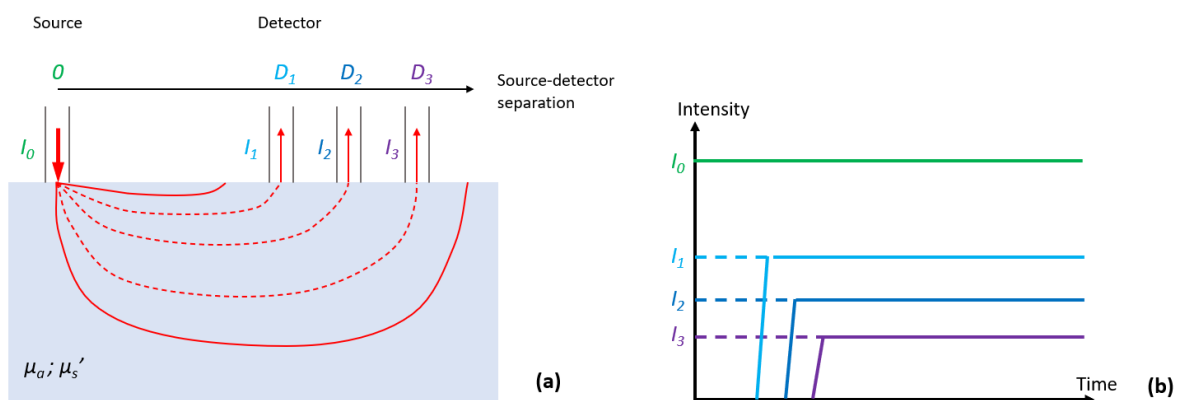 Source
Detector
0
D₁
D₂
D₃
Source-detector
separation
I₀
I₁
I₂
I₃
μₐ ; μₛ′
(a)
Intensity
I₀
I₁
I₂
I₃
Time
(b)